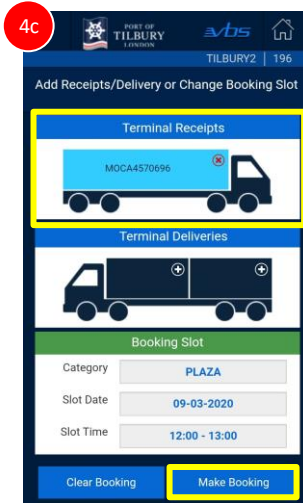 4c
PORT OF
TILBURY
LONDON
vbs
TILBURY2 | 196
Add Receipts/Delivery or Change Booking Slot
Terminal Receipts
MOCA4570696
Terminal Deliveries
Booking Slot
Category PLAZA
Slot Date 09-03-2020
Slot Time 12:00 - 13:00
Clear Booking Make Booking